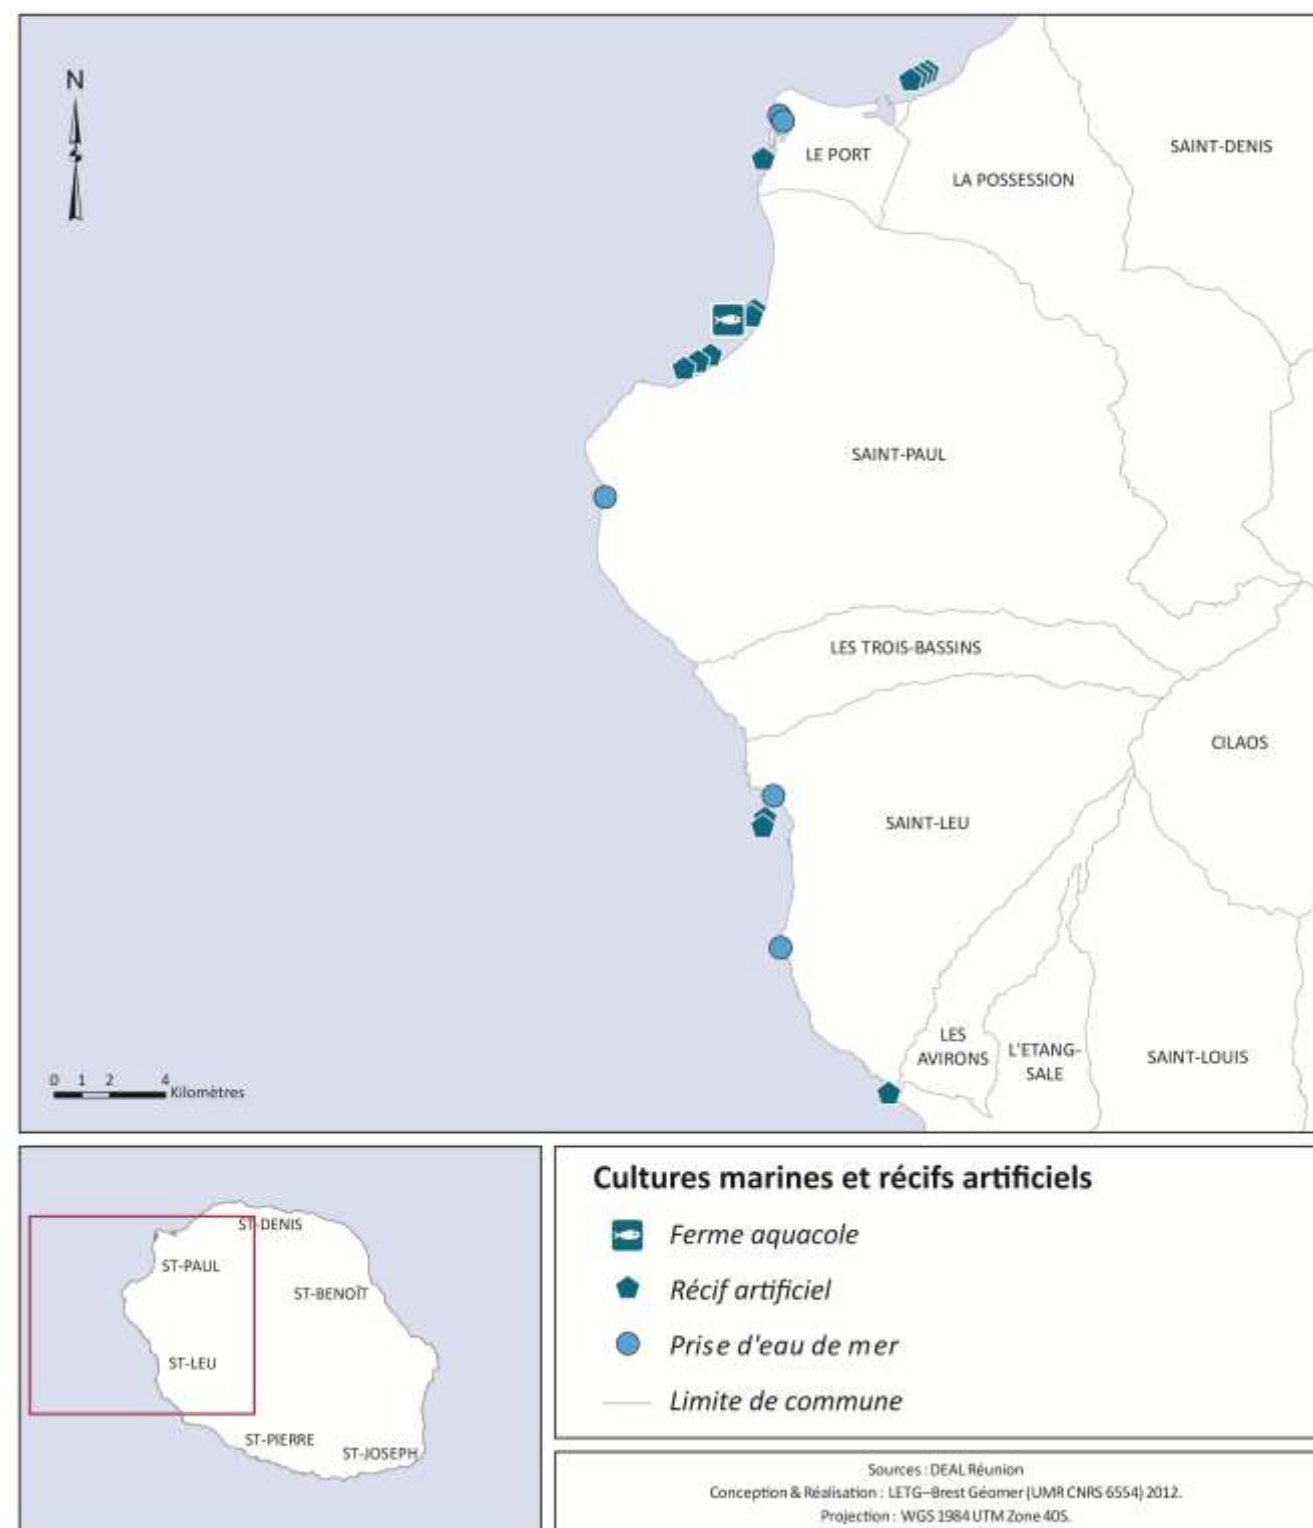 N
SAINT-DENIS
LE PORT
LA POSSESSION
SAINT-PAUL
LES TROIS-BASSINS
CILAOS
SAINT-LEU
LES
AVIRONS
L'ETANG-
SALE
SAINT-LOUIS
0 1 2 4
Kilomètres
ST-DENIS
ST-PAUL
ST-BENOÎT
ST-LEU
ST-PIERRE
ST-JOSEPH
Cultures marines et récifs artificiels
Ferme aquacole
Récif artificiel
Prise d'eau de mer
Limite de commune
Sources : DEAL Réunion
Conception & Réalisation : LETG–Brest Géomer (UMR CNRS 6554) 2012.
Projection : WGS 1984 UTM Zone 40S.